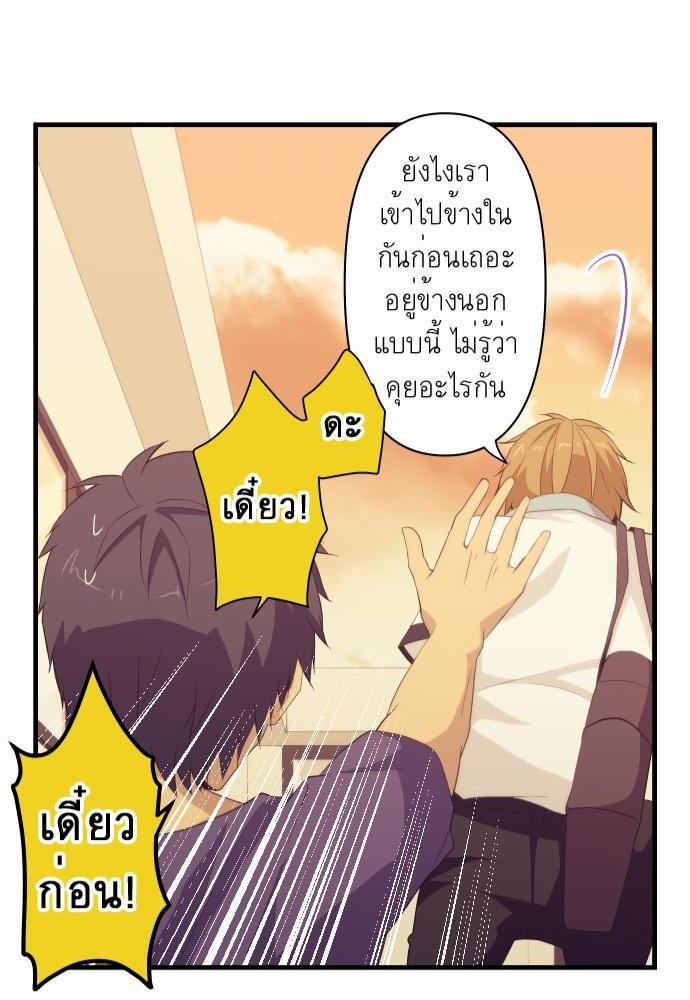 ยังไงเรา
เข้าไปข้างใน
กันก่อนเถอะ
อยู่ข้างนอก
แบบนี้ ไม่รู้ว่า
คุยอะไรกัน
ดะ
เดี๋ยว!
เดี๋ยว
ก่อน!